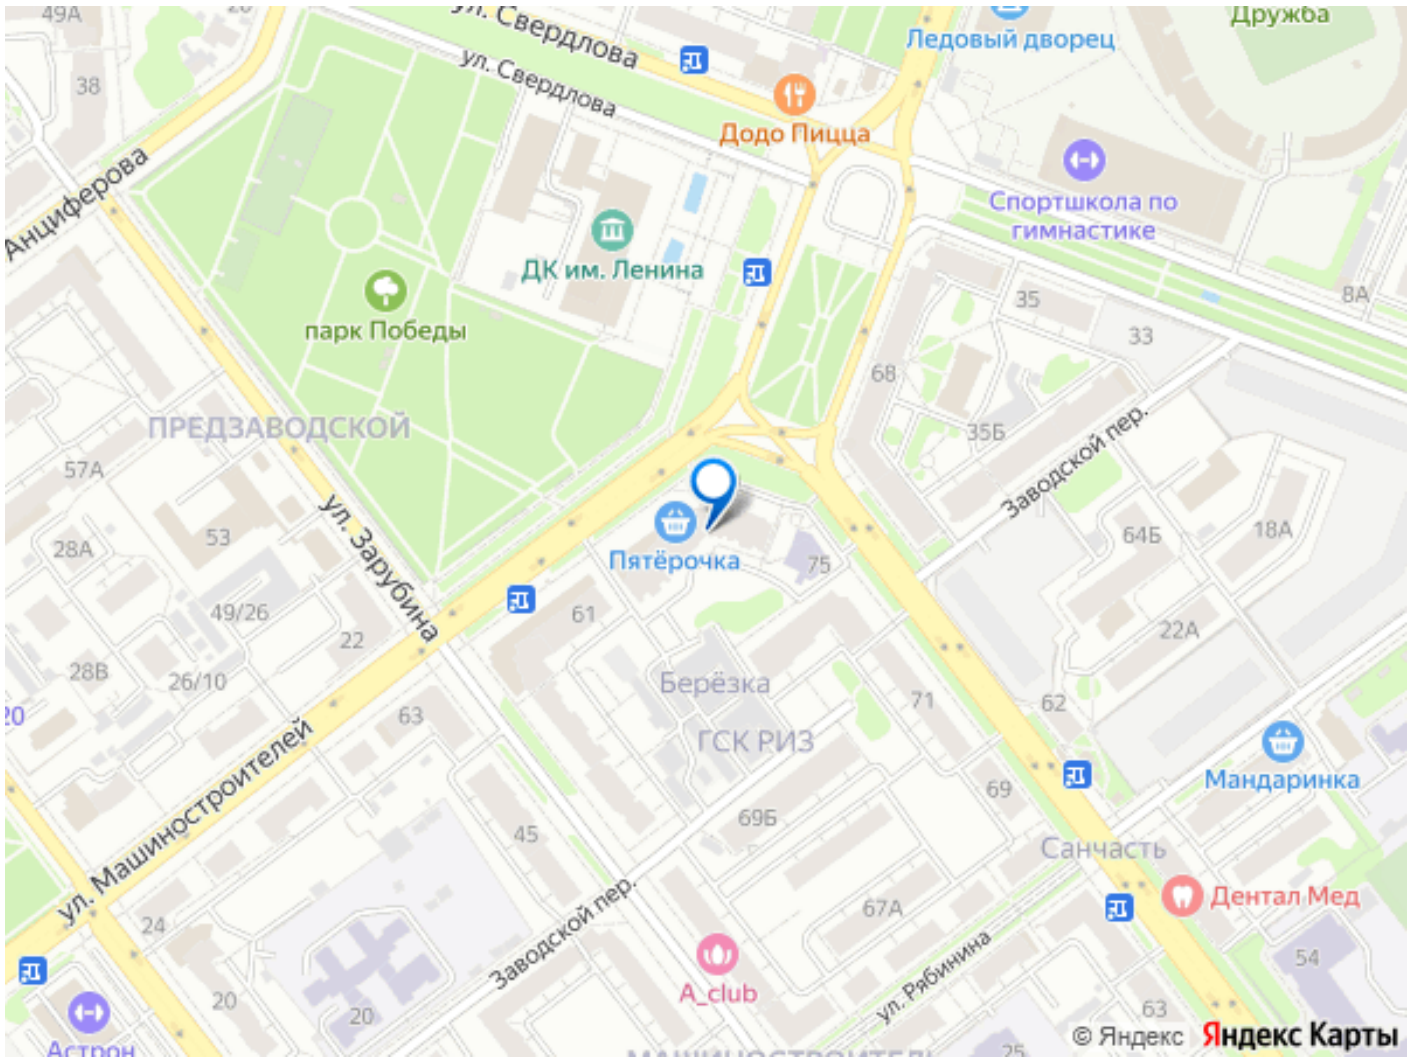 49А
ул. Свердлова
Дружба
Ледовый дворец
38
ул. Свердлова
Додо Пицца
Анциферова
Спортшкола по
гимнастике
ДК им. Ленина
парк Победы
35
8А
33
68
ПРЕДЗАВОДСКОЙ
35Б
Заводской пер.
57А
ул. Зарубина
53
28А
Пятёрочка
75
64Б
18А
49/26
61
22
22А
28В
26/10
Берёзка
20
63
71
62
ГСК РИЗ
ул. Машиностроителей
Мандаринка
69
69Б
45
Санчасть
Заводской пер.
67А
Дентал Мед
24
ул. Рябинина
54
A_club
20
20
63
Астрон
25
© Яндекс Яндекс Карты